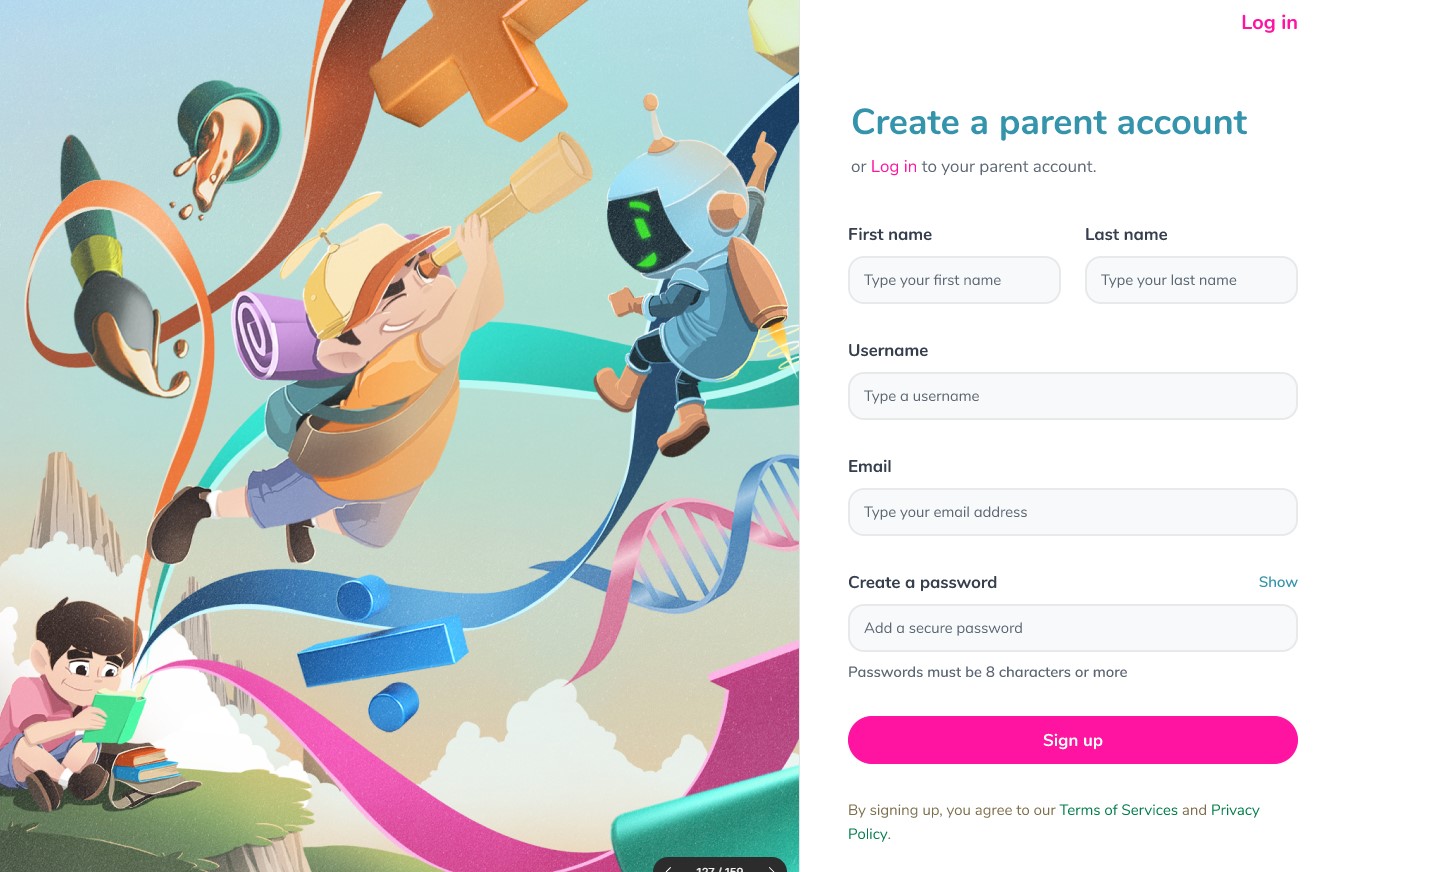 Log in
Create a parent account
or Log in to your parent account.
First name
Last name
Type your first name
Type your last name
Username
Type a username
Email
Type your email address
Create a password
Show
Add a secure password
Passwords must be 8 characters or more
Sign up
By signing up, you agree to our Terms of Services and Privacy
Policy.
127 / 159